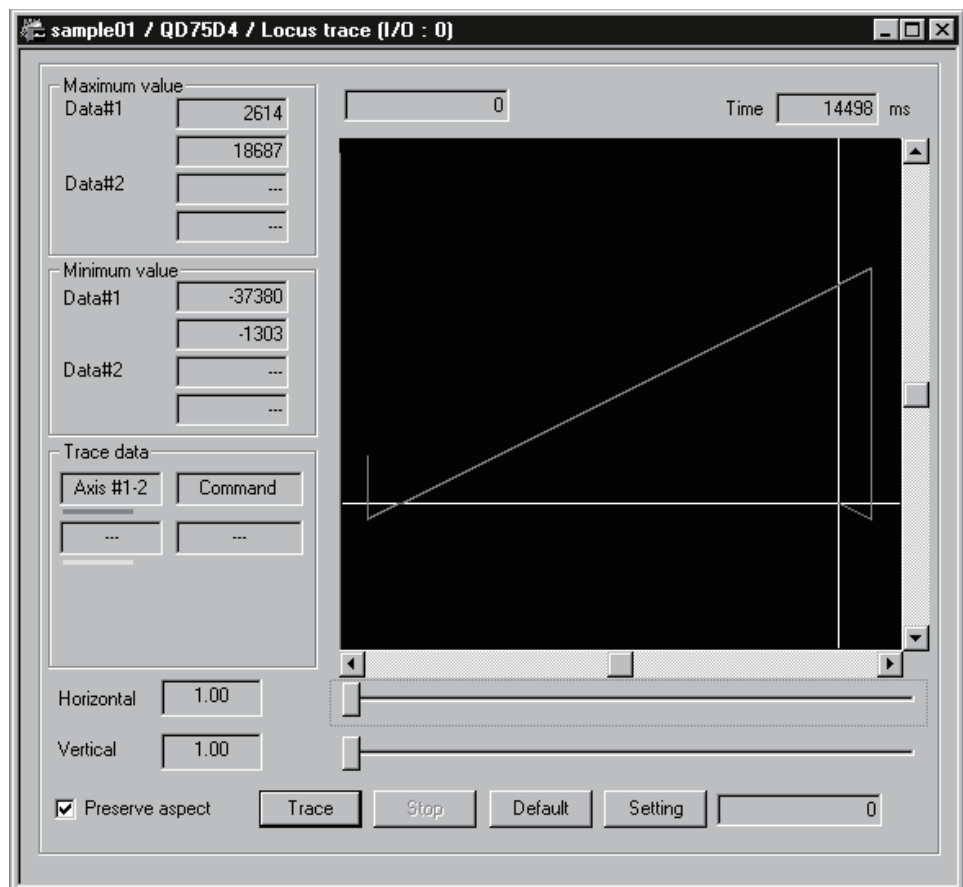 sample01 / QD75D4 / Locus trace (I/O : 0)
Maximum value
Data#1 2614
18687
Data#2 ---
---
0
Time 14498 ms
Minimum value
Data#1 -37380
-1303
Data#2 ---
---
Trace data
Axis #1-2 Command
--- ---
Horizontal 1.00
Vertical 1.00
Preserve aspect Trace Stop Default Setting 0